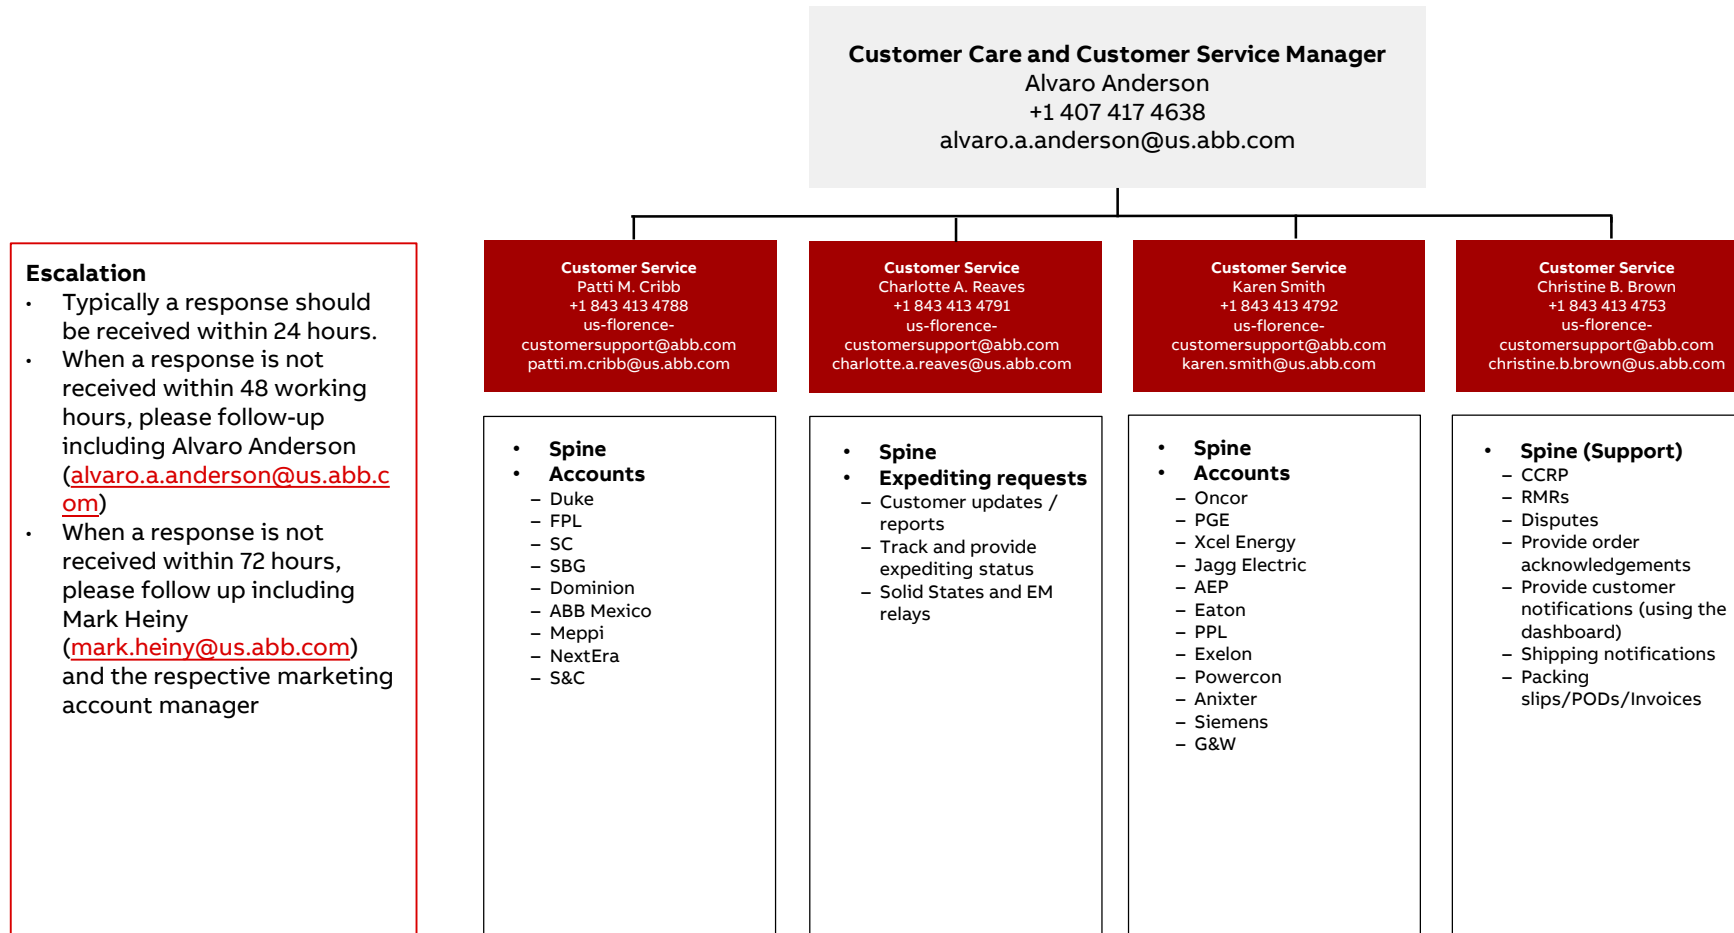 Customer Care and Customer Service Manager
Alvaro Anderson
+1 407 417 4638
alvaro.a.anderson@us.abb.com
Escalation
• Typically a response should
be received within 24 hours.
• When a response is not
received within 48 working
hours, please follow-up
including Alvaro Anderson
(alvaro.a.anderson@us.abb.c
om)
• When a response is not
received within 72 hours,
please follow up including
Mark Heiny
(mark.heiny@us.abb.com)
and the respective marketing
account manager
Customer Service
Patti M. Cribb
+1 843 413 4788
us-florence-
customersupport@abb.com
patti.m.cribb@us.abb.com
• Spine
• Accounts
– Duke
– FPL
– SC
– SBG
– Dominion
– ABB Mexico
– Meppi
– NextEra
– S&C
Customer Service
Charlotte A. Reaves
+1 843 413 4791
us-florence-
customersupport@abb.com
charlotte.a.reaves@us.abb.com
• Spine
• Expediting requests
– Customer updates /
reports
– Track and provide
expediting status
– Solid States and EM
relays
Customer Service
Karen Smith
+1 843 413 4792
us-florence-
customersupport@abb.com
karen.smith@us.abb.com
• Spine
• Accounts
– Oncor
– PGE
– Xcel Energy
– Jagg Electric
– AEP
– Eaton
– PPL
– Exelon
– Powercon
– Anixter
– Siemens
– G&W
Customer Service
Christine B. Brown
+1 843 413 4753
us-florence-
customersupport@abb.com
christine.b.brown@us.abb.com
• Spine (Support)
– CCRP
– RMRs
– Disputes
– Provide order
acknowledgements
– Provide customer
notifications (using the
dashboard)
– Shipping notifications
– Packing
slips/PODs/Invoices